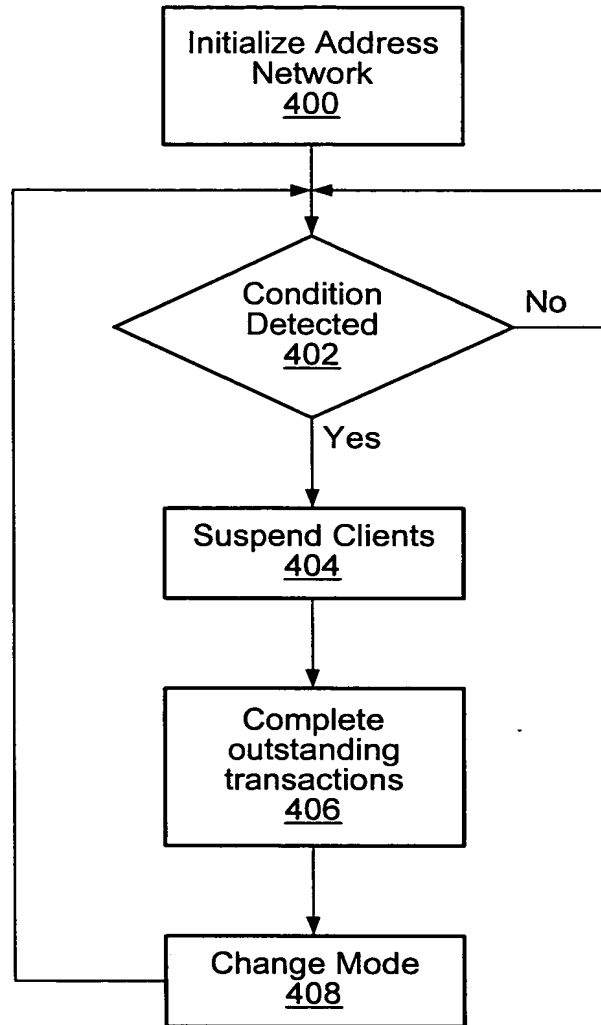 Initialize Address
Network
400
Condition
Detected
402
No
Yes
Suspend Clients
404
Complete
outstanding
transactions
406
Change Mode
408